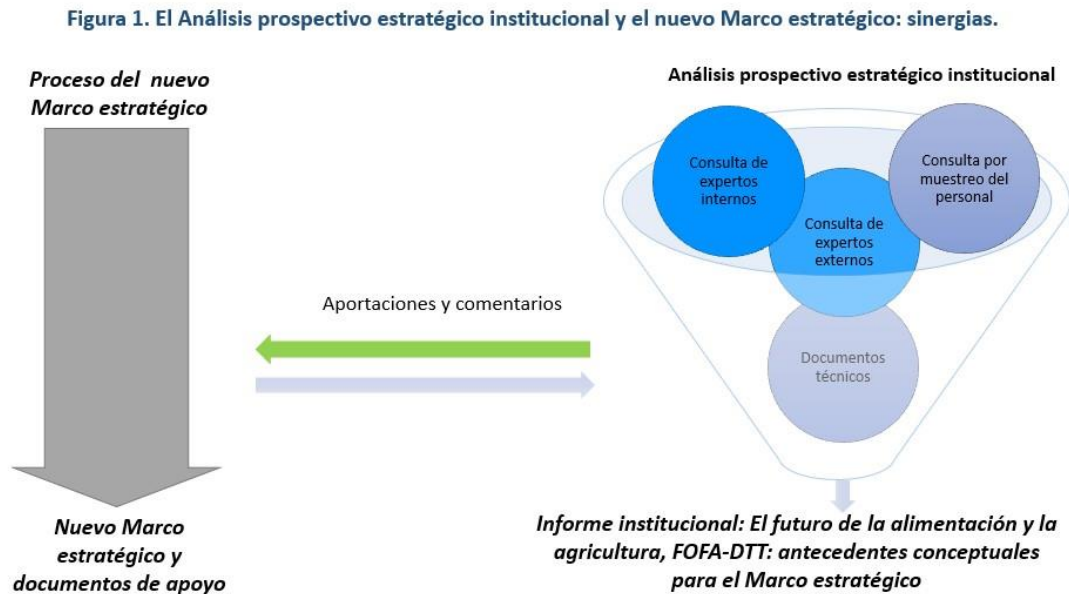 Figura 1. El Análisis prospectivo estratégico institucional y el nuevo Marco estratégico: sinergias.
Proceso del nuevo
Marco estratégico
Análisis prospectivo estratégico institucional
Consulta de
expertos
internos
Consulta por
muestreo del
personal
Consulta de
expertos
externos
Aportaciones y comentarios
Documentos
técnicos
Nuevo Marco
estratégico y
documentos de apoyo
Informe institucional: El futuro de la alimentación y la
agricultura, FOFA-DTT: antecedentes conceptuales
para el Marco estratégico